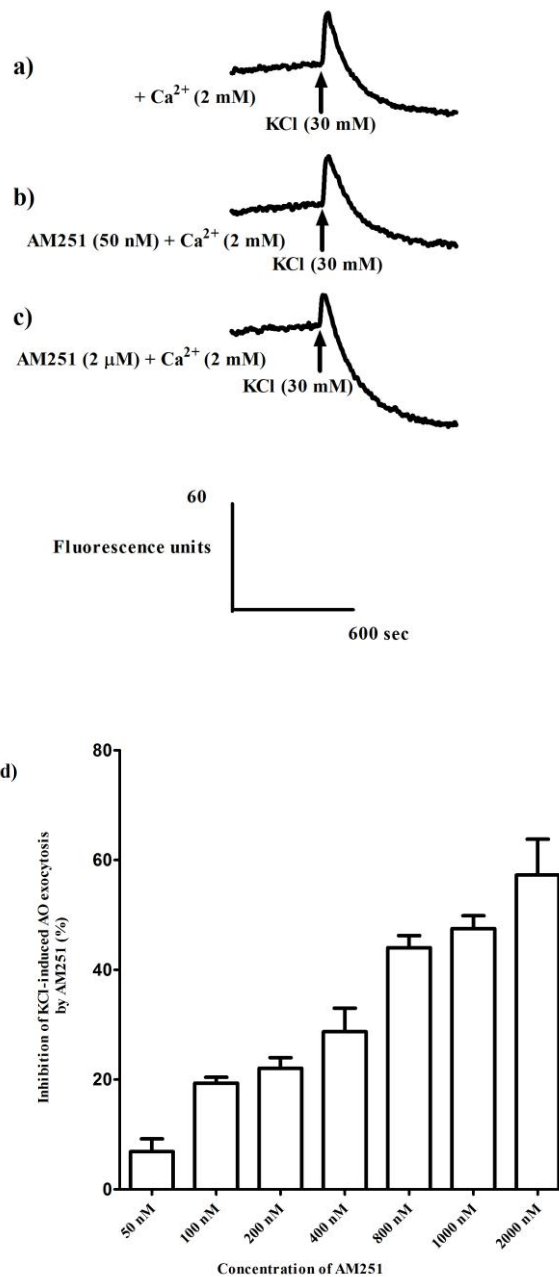 a)
+ Ca2+ (2 mM)
KCl (30 mM)
b)
AM251 (50 nM) + Ca2+ (2 mM)
KCl (30 mM)
c)
AM251 (2 μM) + Ca2+ (2 mM)
KCl (30 mM)
60
Fluorescence units
600 sec
d)
Inhibition of KCl-induced AO exocytosis
by AM251 (%)
80
60
40
20
0
50 nM
100 nM
200 nM
400 nM
800 nM
1000 nM
2000 nM
Concentration of AM251